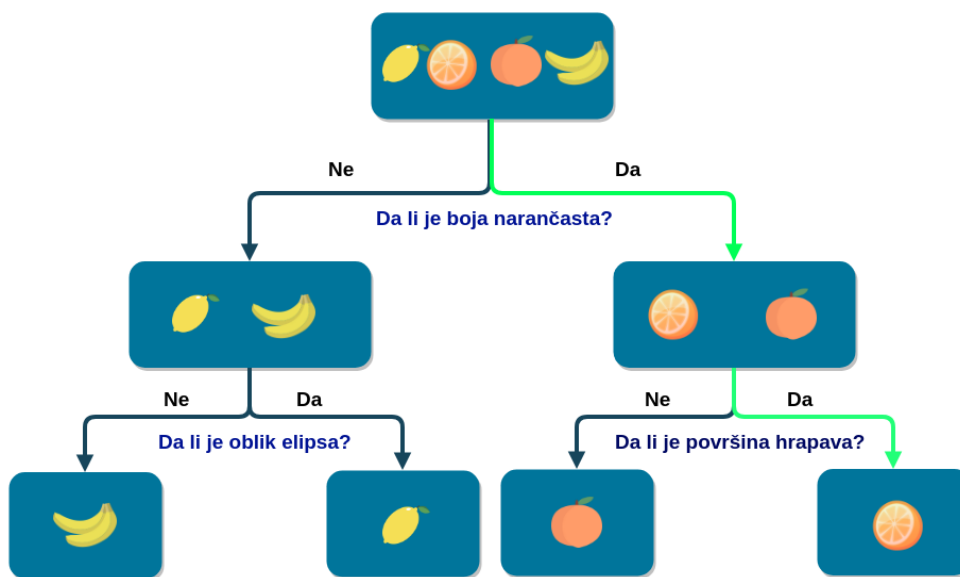 Ne
Da
Da li je boja narančasta?
Ne
Da
Ne
Da
Da li je oblik elipsa?
Da li je površina hrapava?